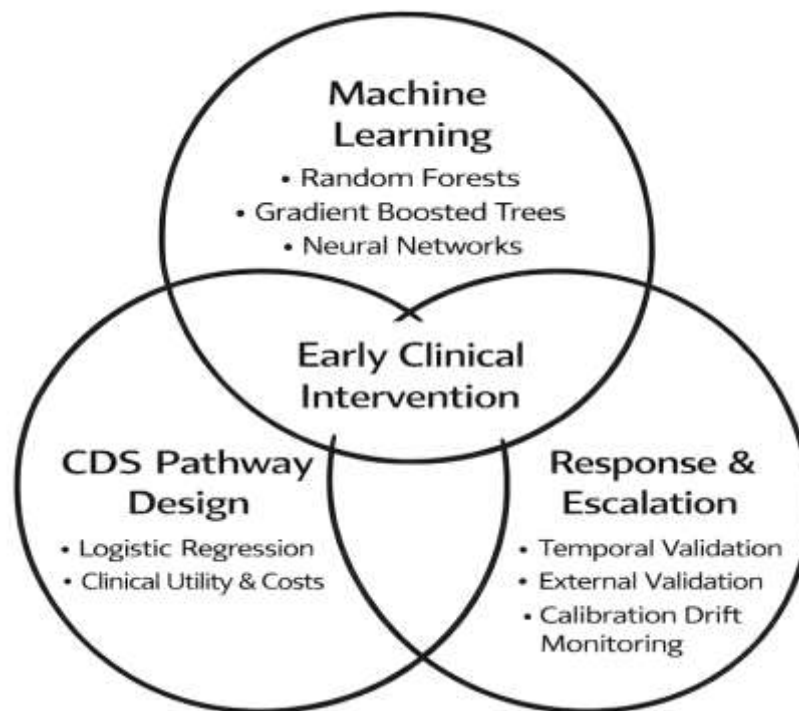 Machine
Learning
• Random Forests
• Gradient Boosted Trees
• Neural Networks
Early Clinical
Intervention
CDS Pathway
Design
• Logistic Regression
• Clinical Utility & Costs
Response &
Escalation
• Temporal Validation
• External Validation
• Calibration Drift
Monitoring